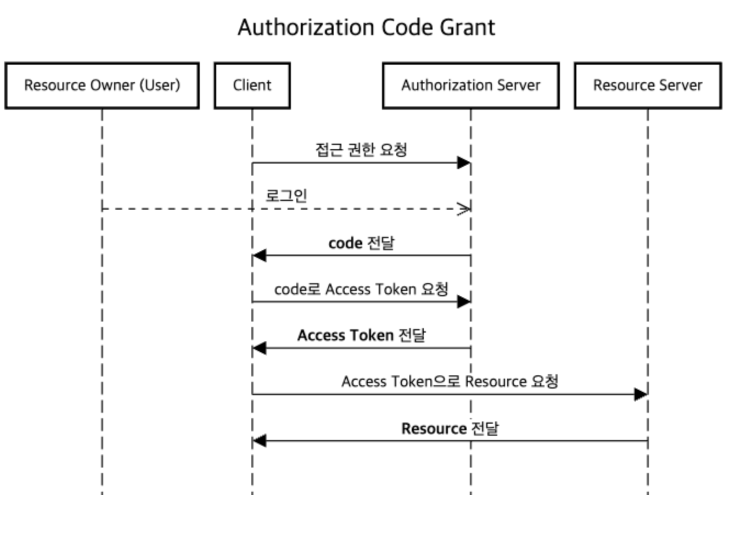 Authorization Code Grant
Resource Owner (User)
Client
Authorization Server
Resource Server
접근 권한 요청
로그인
code 전달
code로 Access Token 요청
Access Token 전달
Access Token으로 Resource 요청
Resource 전달